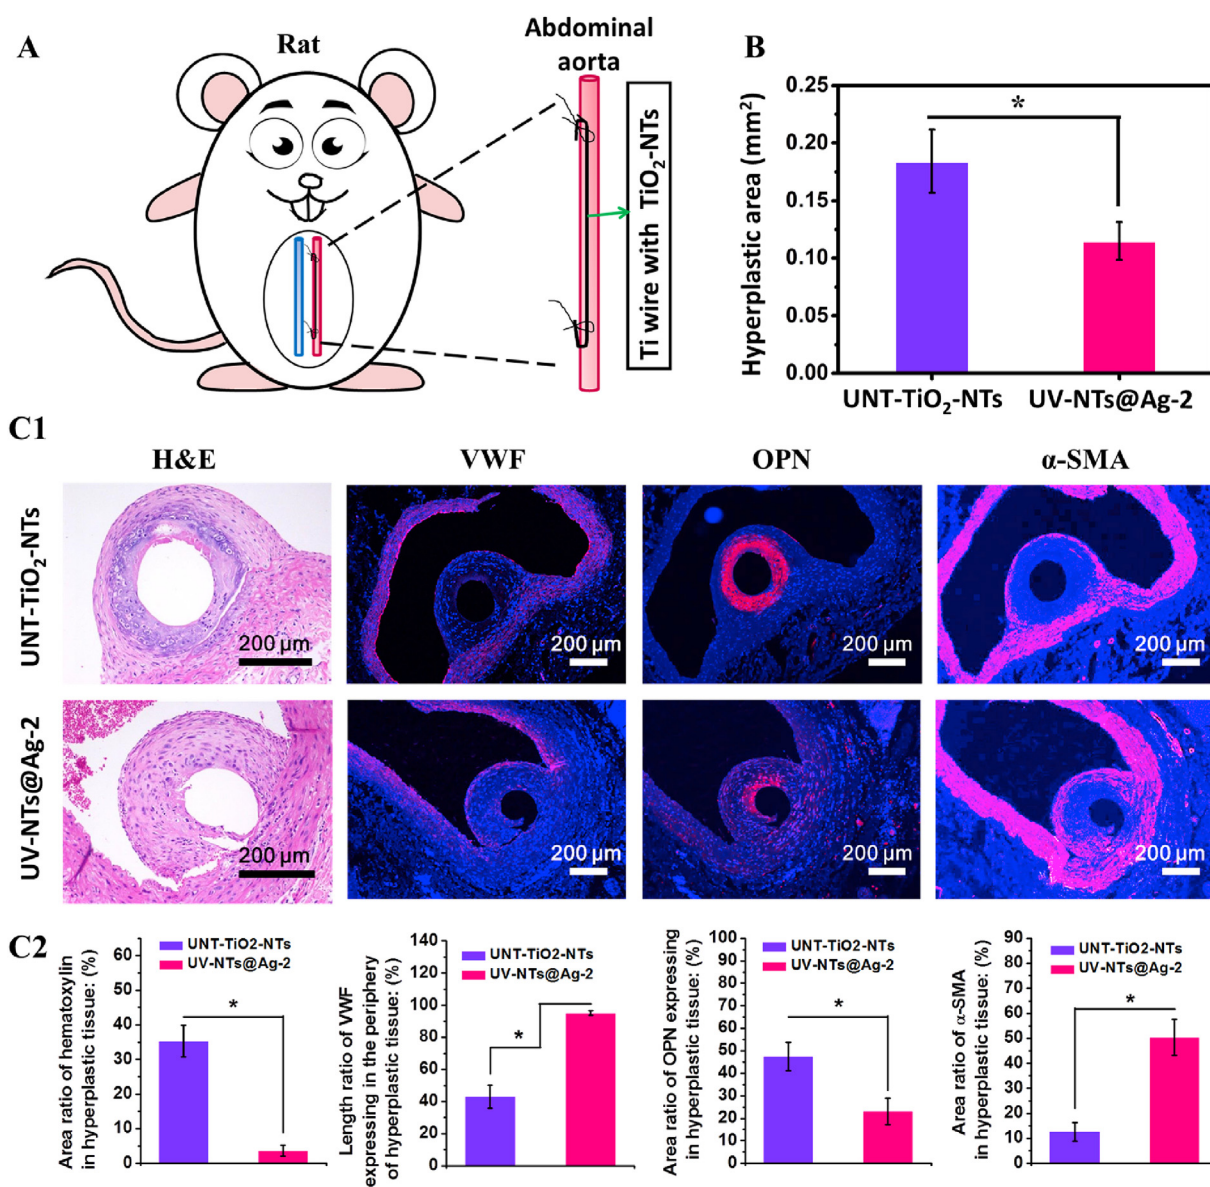 A
Rat
Abdominal
aorta
Ti wire with TiO₂-NTs
B
Hyperplastic area (mm²)
0.25
0.20
0.15
0.10
0.05
0.00
*
UNT-TiO₂-NTs
UV-NTs@Ag-2
C1
H&E
VWF
OPN
α-SMA
UNT-TiO₂-NTs
200 μm
200 μm
200 μm
200 μm
UV-NTs@Ag-2
200 μm
200 μm
200 μm
200 μm
C2
Area ratio of hematoxylin
in hyperplastic tissue: (%)
65
55
45
35
25
15
5
0
UNT-TiO2-NTs
UV-NTs@Ag-2
*
Length ratio of VWF
expressing in the periphery
of hyperplastic tissue: (%)
140
120
100
80
60
40
20
0
UNT-TiO2-NTs
UV-NTs@Ag-2
*
Area ratio of OPN expressing
in hyperplastic tissue: (%)
100
90
80
70
60
50
40
30
20
10
0
UNT-TiO2-NTs
UV-NTs@Ag-2
*
Area ratio of α-SMA
in hyperplastic tissue: (%)
90
80
70
60
50
40
30
20
10
0
UNT-TiO2-NTs
UV-NTs@Ag-2
*